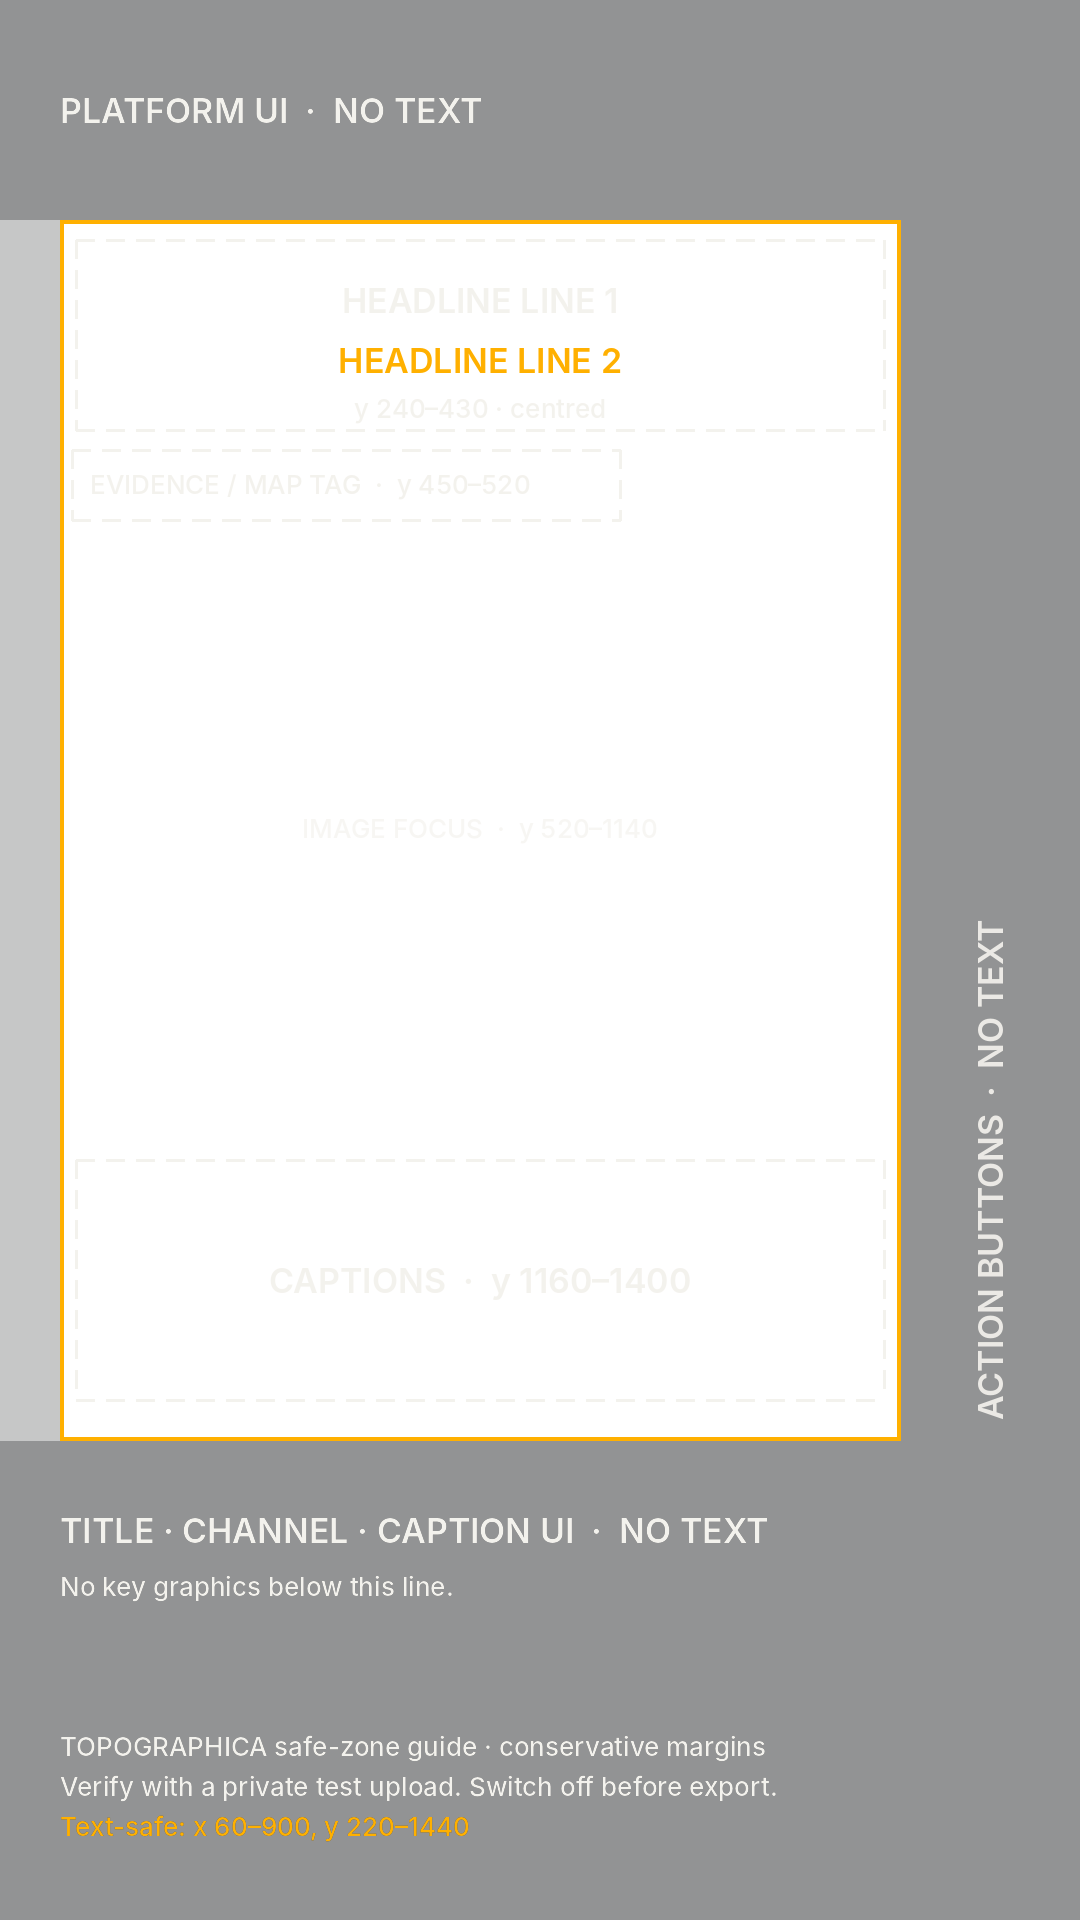 PLATFORM UI · NO TEXT
HEADLINE LINE 1
HEADLINE LINE 2
y 240–430 · centred
EVIDENCE / MAP TAG · y 450–520
IMAGE FOCUS · y 520–1140
ACTION BUTTONS · NO TEXT
CAPTIONS · y 1160–1400
TITLE · CHANNEL · CAPTION UI · NO TEXT
No key graphics below this line.
TOPOGRAPHICA safe-zone guide · conservative margins
Verify with a private test upload. Switch off before export.
Text-safe: x 60–900, y 220–1440